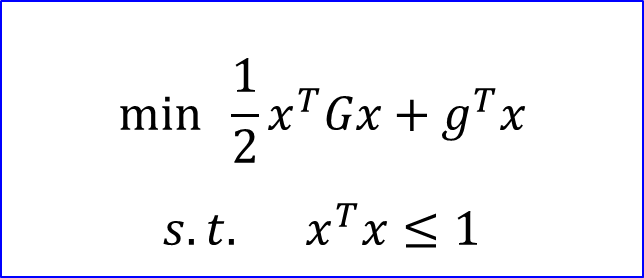 min 1/2 x^T G x + g^T x
s.t. x^T x ≤ 1